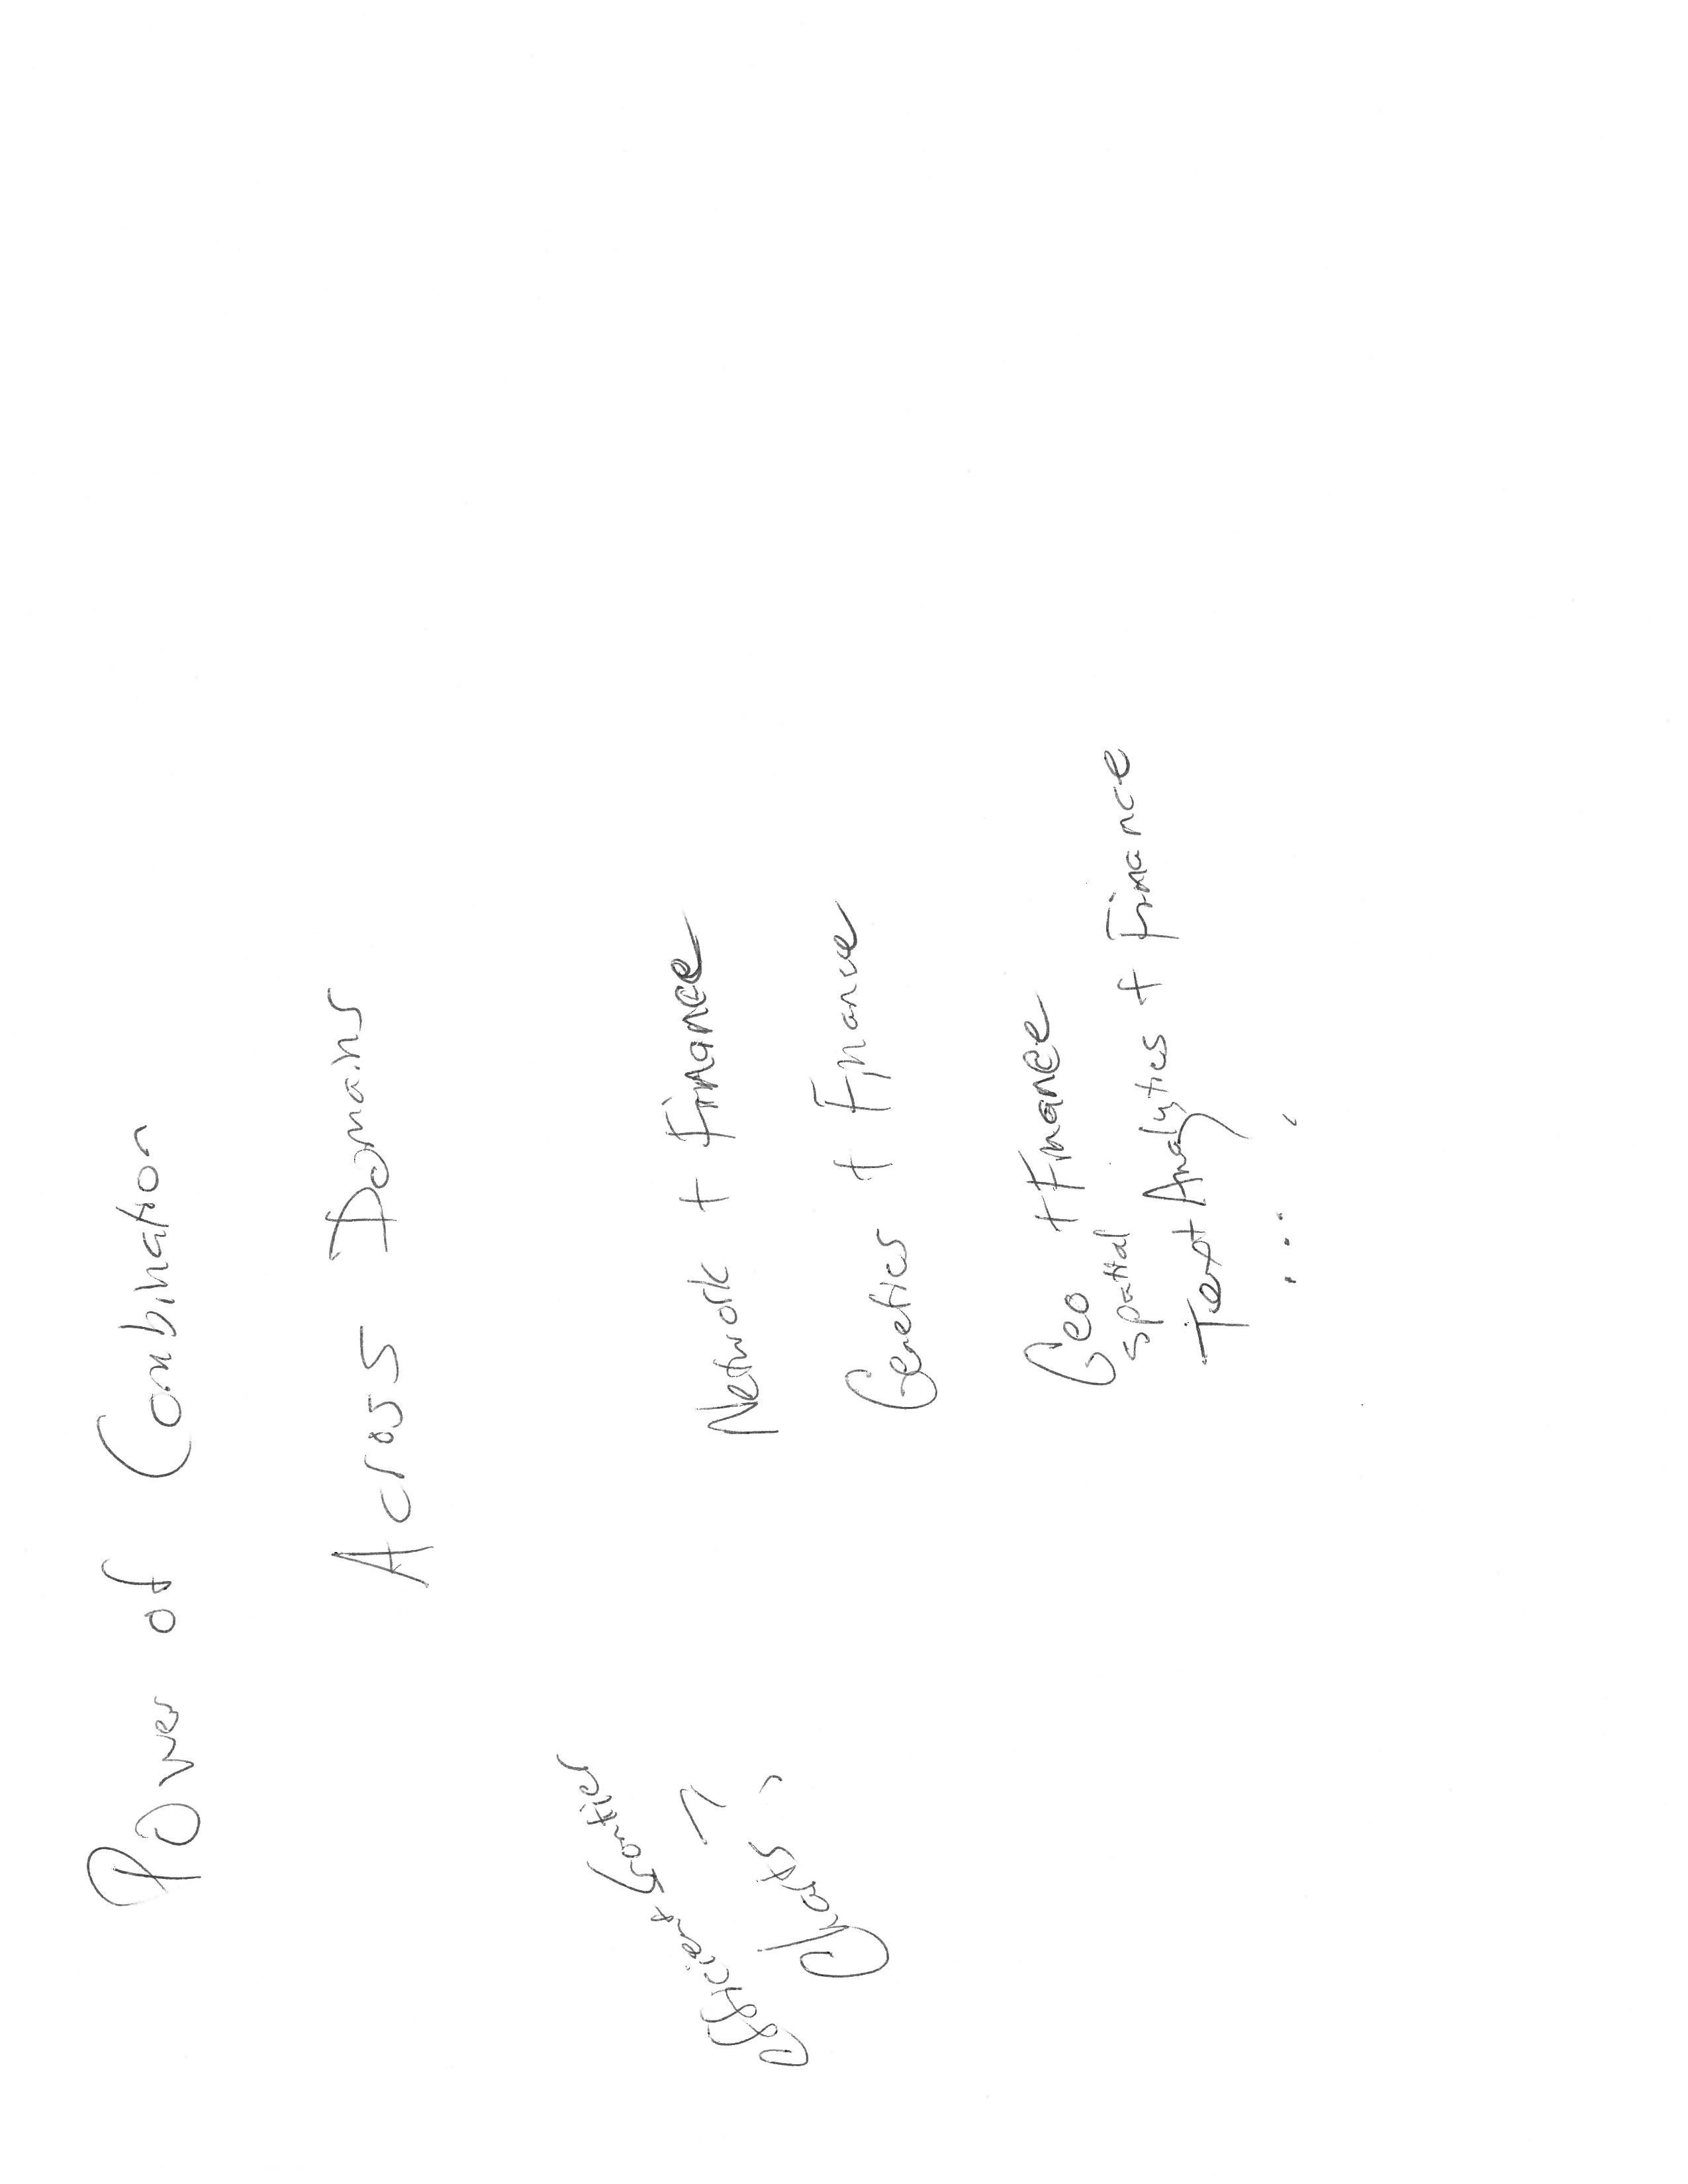 Power of Combination
Across Domains
efficient frontier
Charts ?
Network + Finance
Genetics + Finance
Geo + Finance
spatial
Text Analytics + Finance
...